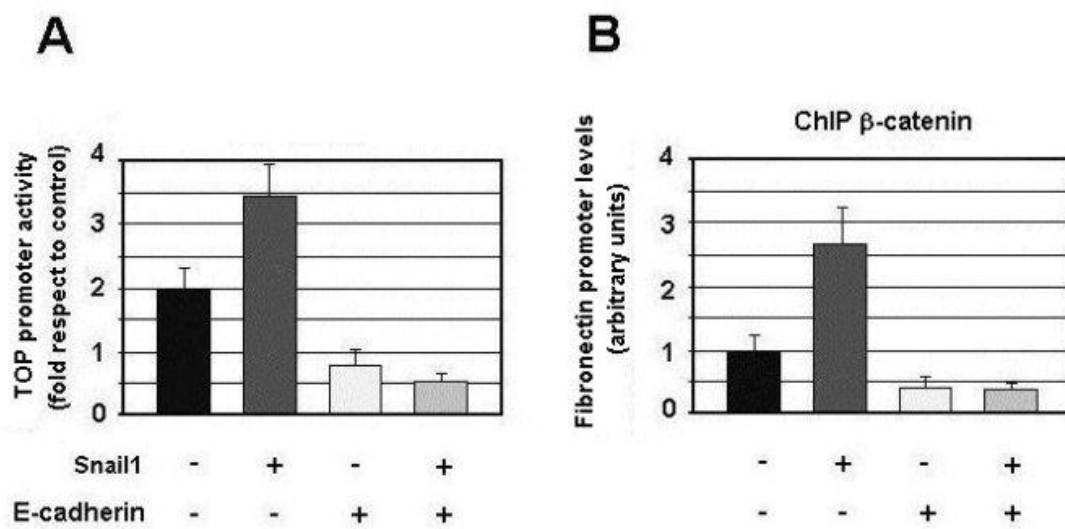 A
TOP promoter activity
(fold respect to control)
4
3
2
1
0
Snail1 - + - +
E-cadherin - - + +
B
ChIP β-catenin
Fibronectin promoter levels
(arbitrary units)
4
3
2
1
0
- + - +
- - + +